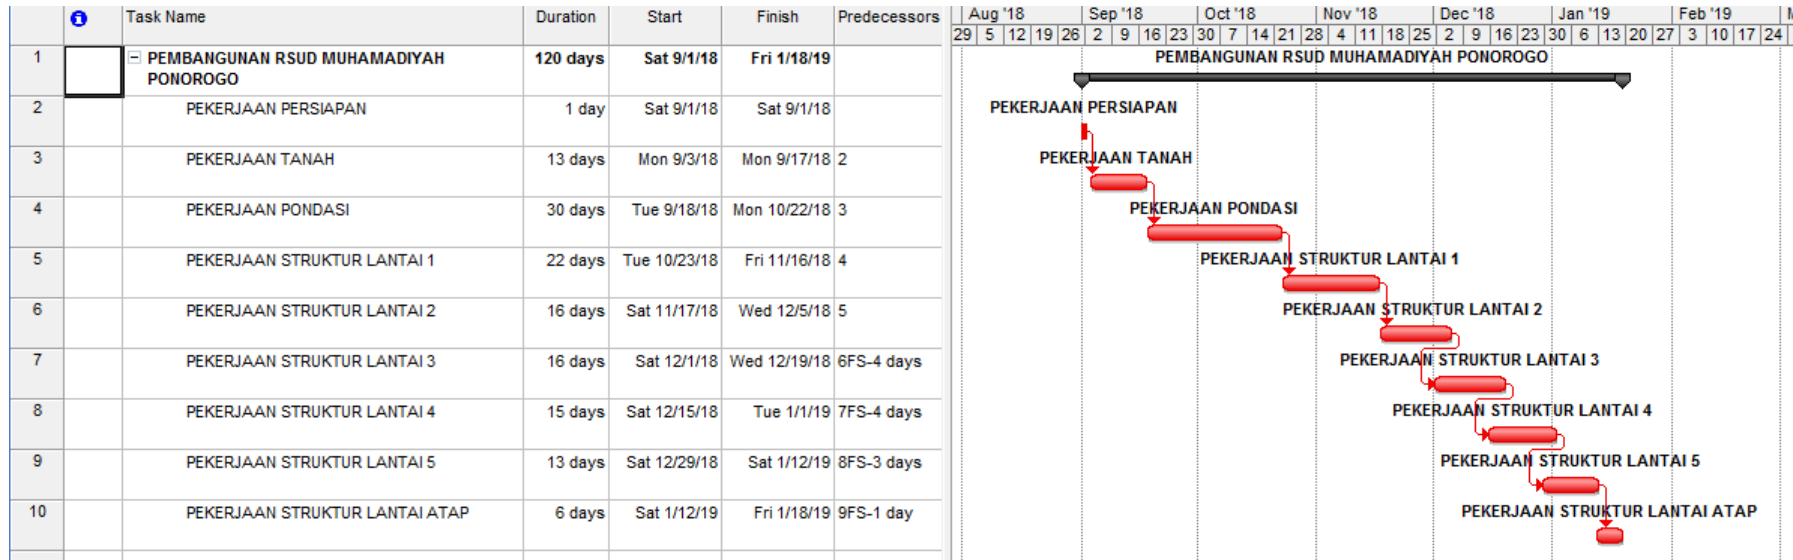 Task Name Duration Start Finish Predecessors
Aug '18 Sep '18 Oct '18 Nov '18 Dec '18 Jan '19 Feb '19
29 5 12 19 26 2 9 16 23 30 7 14 21 28 4 11 18 25 2 9 16 23 30 6 13 20 27 3 10 17 24
1 PEMBANGUNAN RSUD MUHAMADIYAH 120 days Sat 9/1/18 Fri 1/18/19
PONOROGO
PEMBANGUNAN RSUD MUHAMADIYAH PONOROGO
2 PEKERJAAN PERSIAPAN 1 day Sat 9/1/18 Sat 9/1/18
PEKERJAAN PERSIAPAN
3 PEKERJAAN TANAH 13 days Mon 9/3/18 Mon 9/17/18 2
PEKERJAAN TANAH
4 PEKERJAAN PONDASI 30 days Tue 9/18/18 Mon 10/22/18 3
PEKERJAAN PONDASI
5 PEKERJAAN STRUKTUR LANTAI 1 22 days Tue 10/23/18 Fri 11/16/18 4
PEKERJAAN STRUKTUR LANTAI 1
6 PEKERJAAN STRUKTUR LANTAI 2 16 days Sat 11/17/18 Wed 12/5/18 5
PEKERJAAN STRUKTUR LANTAI 2
7 PEKERJAAN STRUKTUR LANTAI 3 16 days Sat 12/1/18 Wed 12/19/18 6FS-4 days
PEKERJAAN STRUKTUR LANTAI 3
8 PEKERJAAN STRUKTUR LANTAI 4 15 days Sat 12/15/18 Tue 1/1/19 7FS-4 days
PEKERJAAN STRUKTUR LANTAI 4
9 PEKERJAAN STRUKTUR LANTAI 5 13 days Sat 12/29/18 Sat 1/12/19 8FS-3 days
PEKERJAAN STRUKTUR LANTAI 5
10 PEKERJAAN STRUKTUR LANTAI ATAP 6 days Sat 1/12/19 Fri 1/18/19 9FS-1 day
PEKERJAAN STRUKTUR LANTAI ATAP